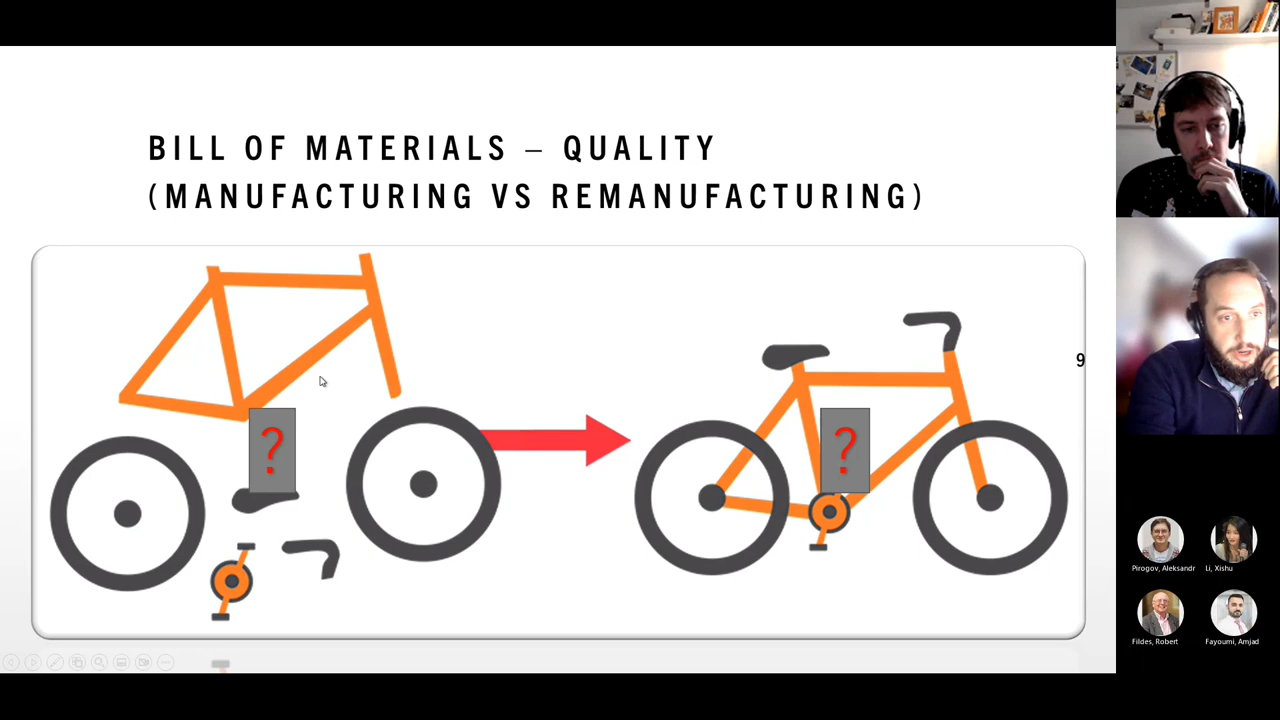 BILL OF MATERIALS – QUALITY
(MANUFACTURING VS REMANUFACTURING)
9
?
?
Pirogov, Aleksandr
Li, Xishu
Fildes, Robert
Fayoumi, Amjad